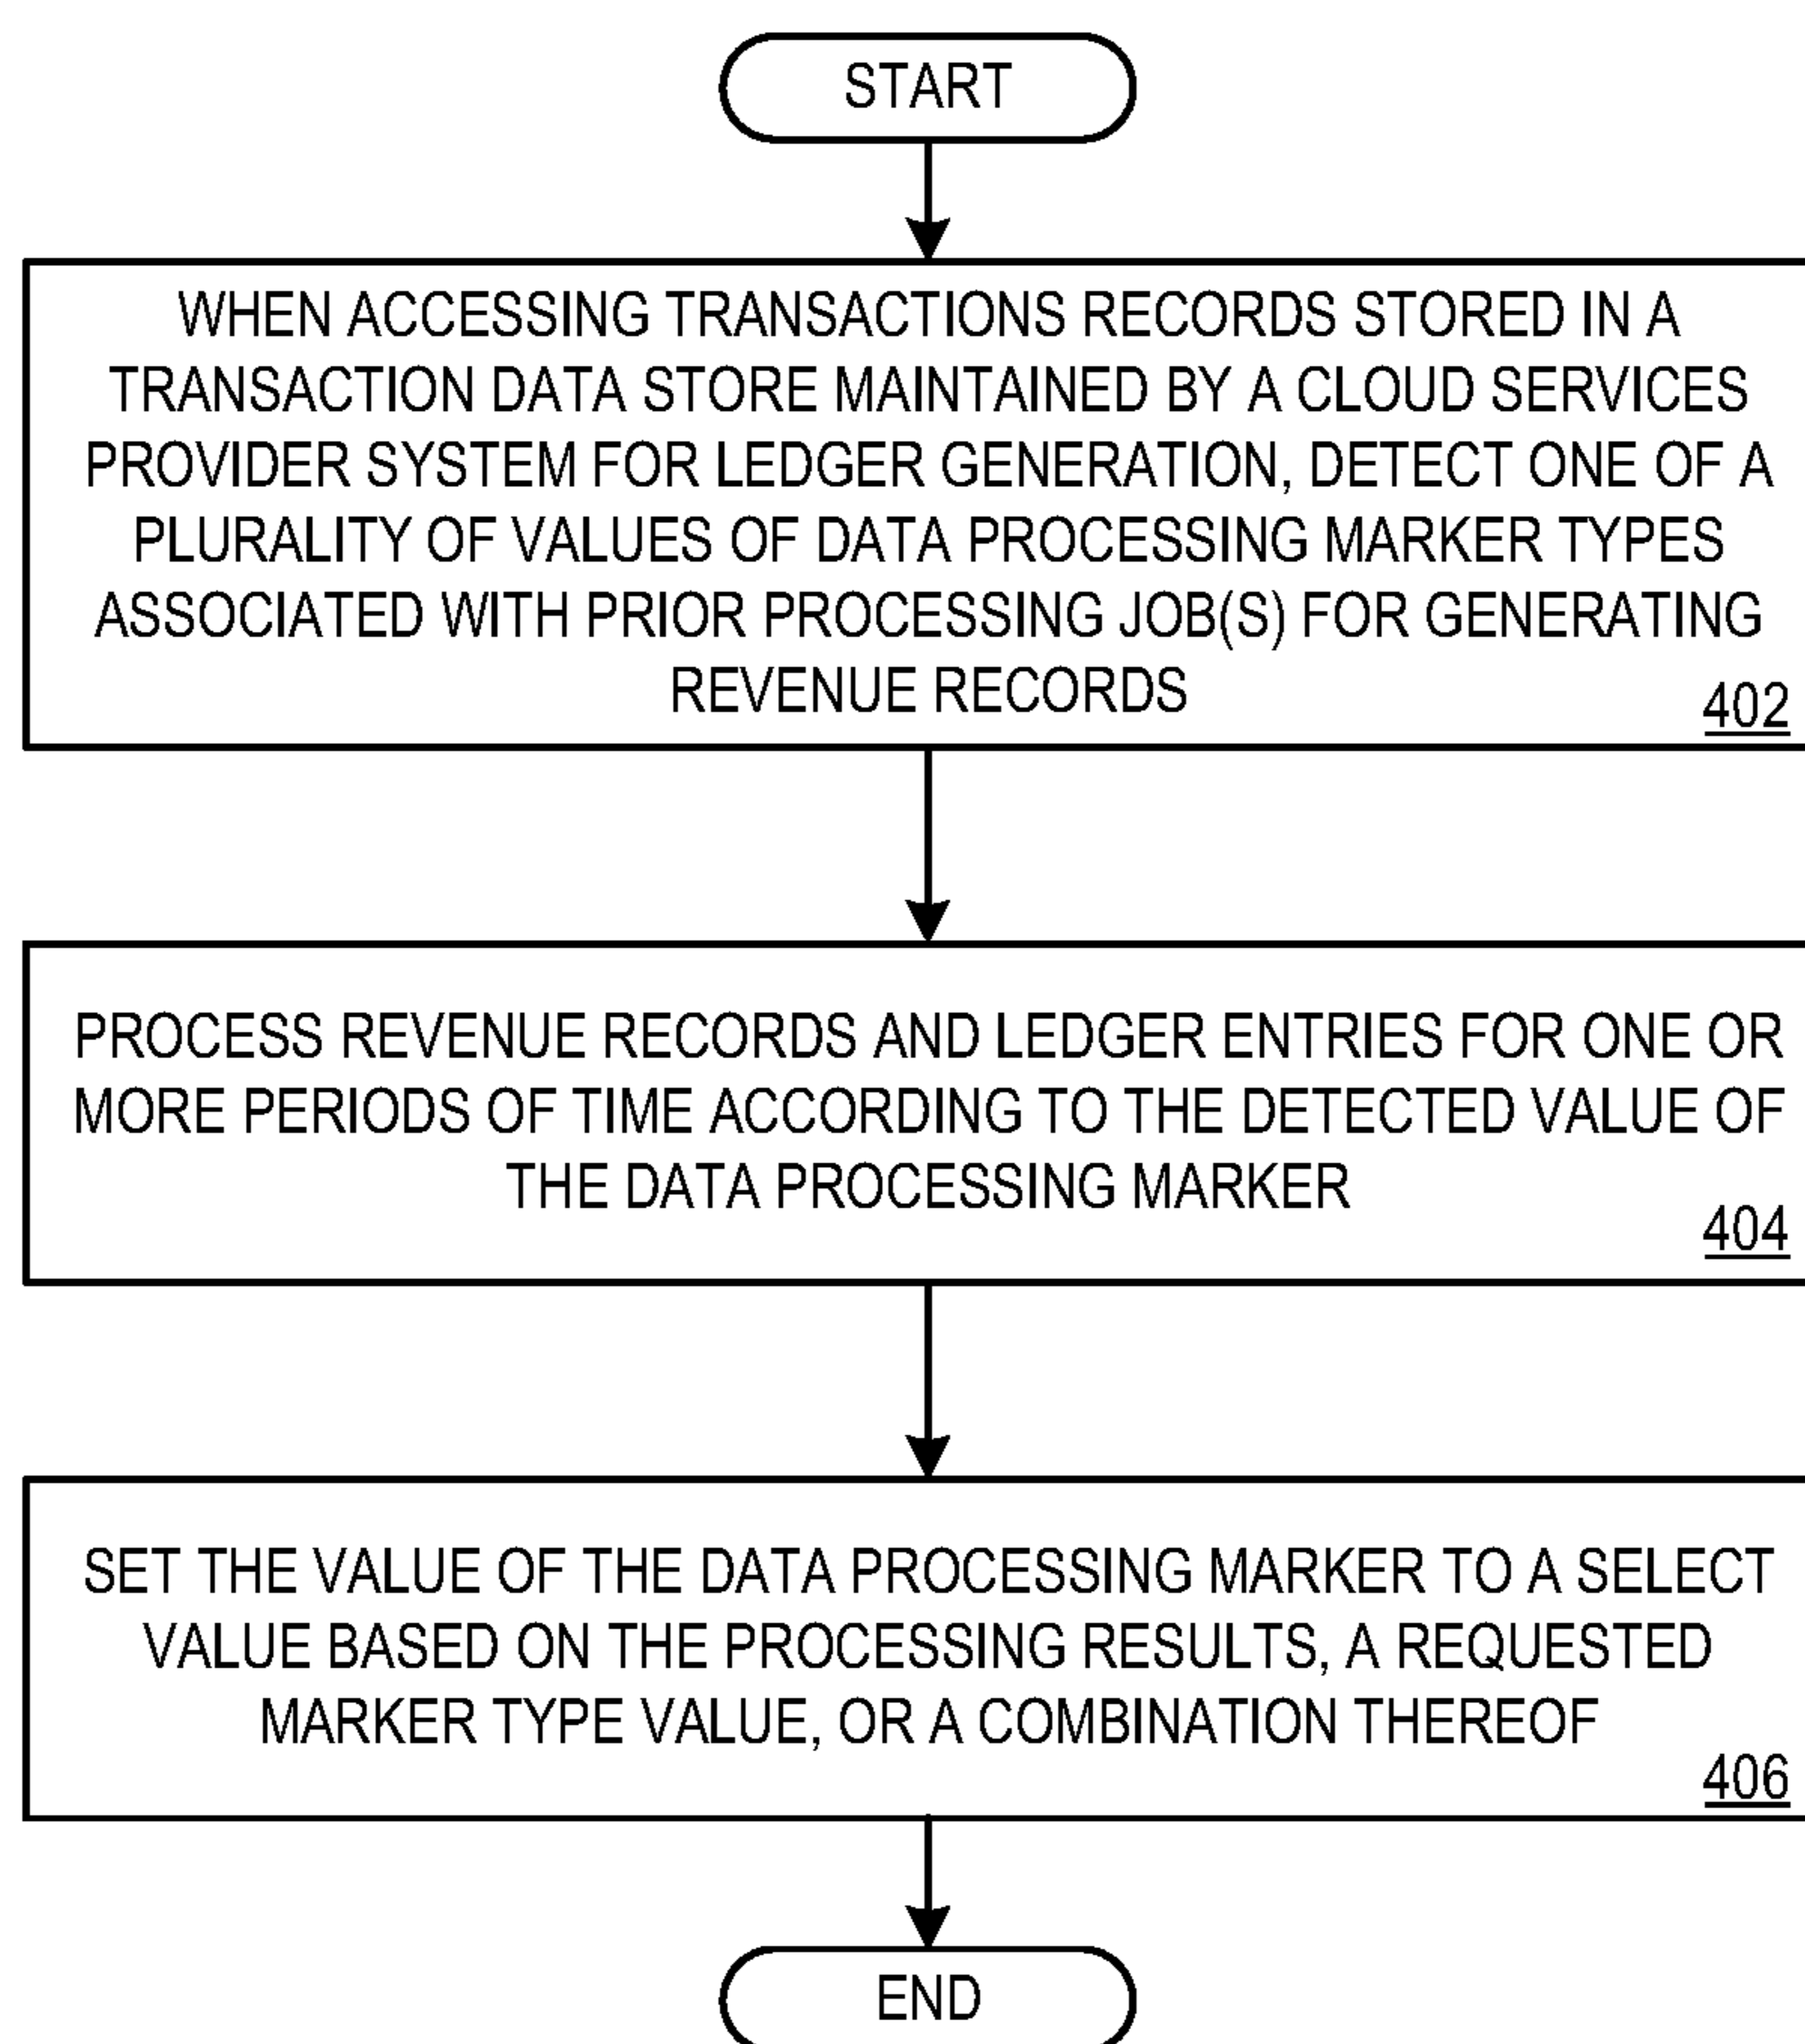 START
WHEN ACCESSING TRANSACTIONS RECORDS STORED IN A
TRANSACTION DATA STORE MAINTAINED BY A CLOUD SERVICES
PROVIDER SYSTEM FOR LEDGER GENERATION, DETECT ONE OF A
PLURALITY OF VALUES OF DATA PROCESSING MARKER TYPES
ASSOCIATED WITH PRIOR PROCESSING JOB(S) FOR GENERATING
REVENUE RECORDS
402
PROCESS REVENUE RECORDS AND LEDGER ENTRIES FOR ONE OR
MORE PERIODS OF TIME ACCORDING TO THE DETECTED VALUE OF
THE DATA PROCESSING MARKER
404
SET THE VALUE OF THE DATA PROCESSING MARKER TO A SELECT
VALUE BASED ON THE PROCESSING RESULTS, A REQUESTED
MARKER TYPE VALUE, OR A COMBINATION THEREOF
406
END